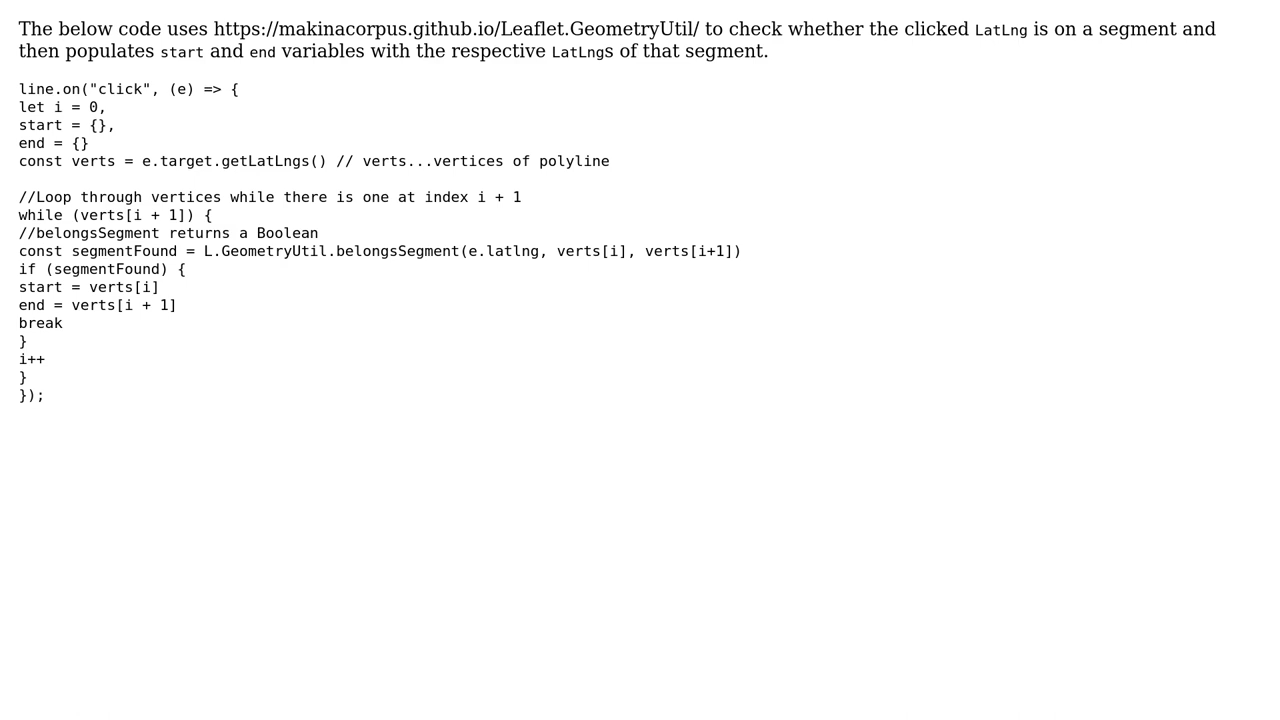 The below code uses https://makinacorpus.github.io/Leaflet.GeometryUtil/ to check whether the clicked LatLng is on a segment and
then populates start and end variables with the respective LatLngs of that segment.
line.on("click", (e) => {
let i = 0,
start = {},
end = {}
const verts = e.target.getLatLngs() // verts...vertices of polyline
//Loop through vertices while there is one at index i + 1
while (verts[i + 1]) {
//belongsSegment returns a Boolean
const segmentFound = L.GeometryUtil.belongsSegment(e.latlng, verts[i], verts[i+1])
if (segmentFound) {
start = verts[i]
end = verts[i + 1]
break
}
i++
}
});